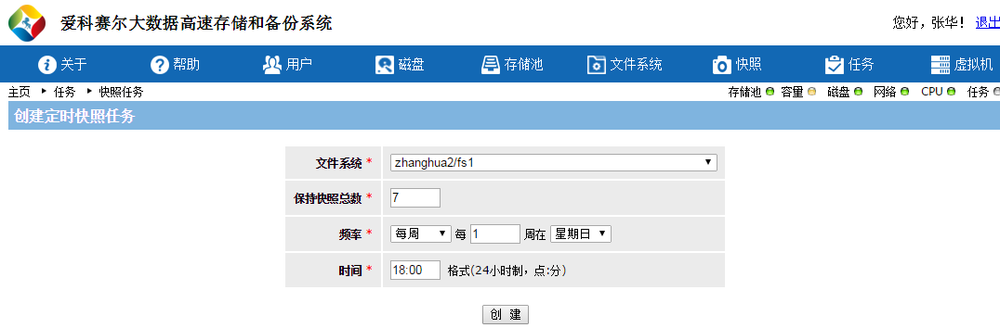 爱科赛尔大数据高速存储和备份系统
您好，张华！ 退出
关于 帮助 用户 磁盘 存储池 文件系统 快照 任务 虚拟机
主页 任务 快照任务 存储池 容量 磁盘 网络 CPU 任务
创建定时快照任务
文件系统 * zhanghua2/fs1
保持快照总数 * 7
频率 * 每周 每 1 周在 星期日
时间 * 18:00 格式(24小时制，点:分)
创 建